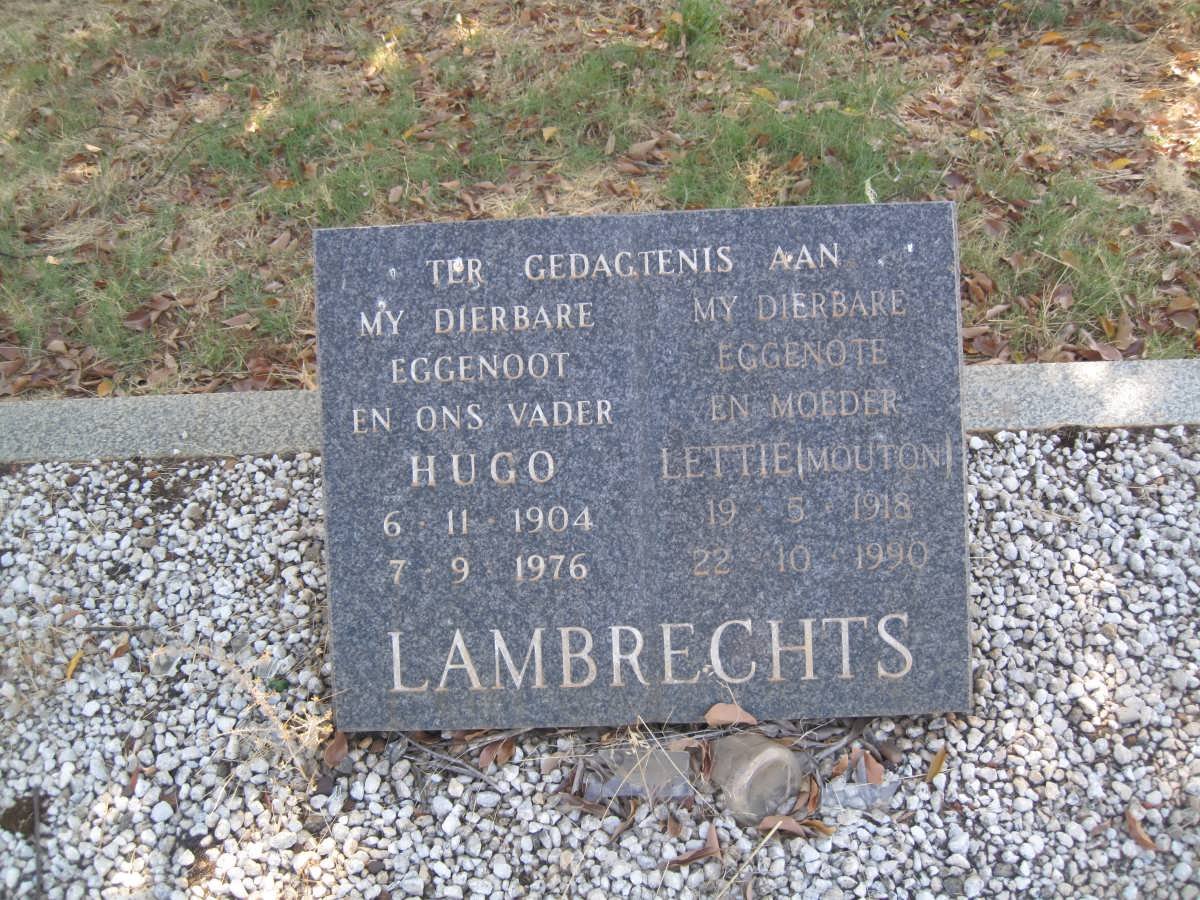 TER GEDAGTENIS AAN
MY DIERBARE
EGGENOOT
EN ONS VADER
HUGO
6 · 11 · 1904
7 · 9 · 1976
MY DIERBARE
EGGENOTE
EN MOEDER
LETTIE (MOUTON)
19 · 5 · 1918
22 · 10 · 1990
LAMBRECHTS